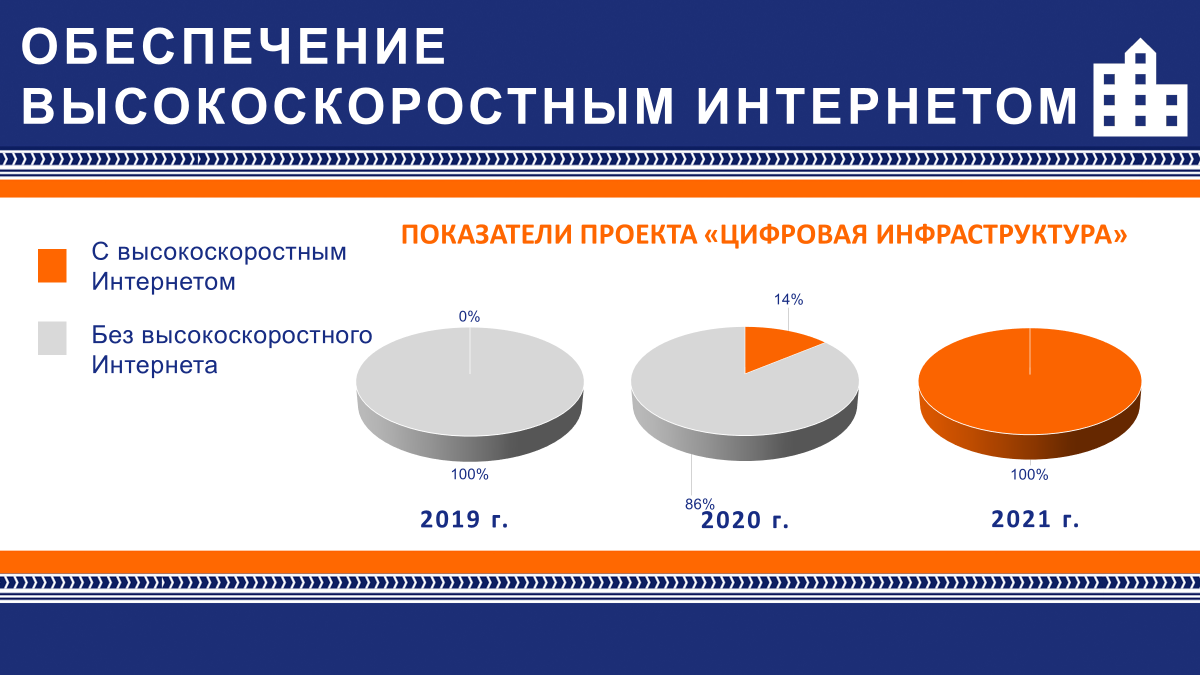 ОБЕСПЕЧЕНИЕ
ВЫСОКОСКОРОСТНЫМ ИНТЕРНЕТОМ
ПОКАЗАТЕЛИ ПРОЕКТА «ЦИФРОВАЯ ИНФРАСТРУКТУРА»
С высокоскоростным
Интернетом
Без высокоскоростного
Интернета
0%
100%
2019 г.
14%
86%
2020 г.
100%
2021 г.